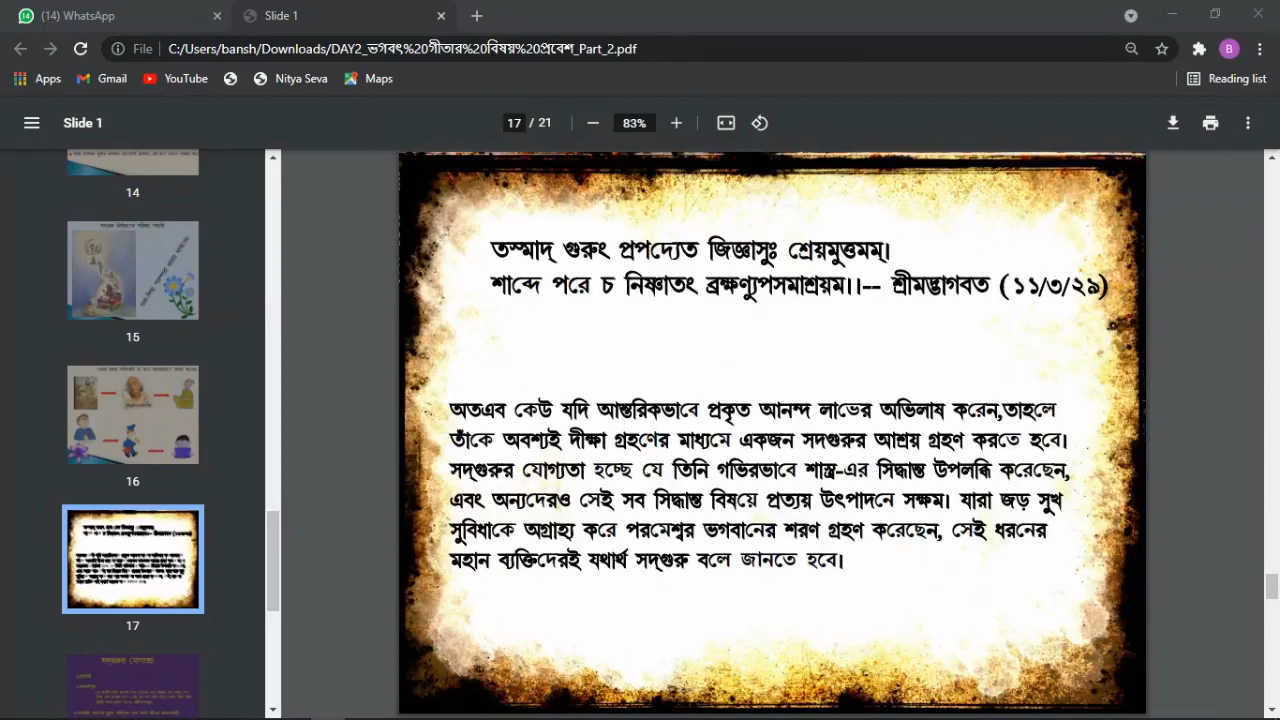 (14) WhatsApp
Slide 1
File C:/Users/bansh/Downloads/DAY2_ভগবৎ%20গীতার%20বিষয়%20প্রবেশ_Part_2.pdf
Apps Gmail YouTube Nitya Seva Maps Reading list
Slide 1 17 / 21 83%
14
15
16
17
তস্মাদ্ গুরুং প্রপদ্যেত জিজ্ঞাসুঃ শ্রেয়মুত্তমম্।
শাব্দে পরে চ নিষ্ণাতং ব্রহ্মণ্যুপসমাশ্রয়ম।।-- শ্রীমদ্ভাগবত (১১/৩/২৯)
অতএব কেউ যদি আন্তরিকভাবে প্রকৃত আনন্দ লাভের অভিলাষ করেন,তাহলে
তাঁকে অবশ্যই দীক্ষা গ্রহণের মাধ্যমে একজন সদগুরুর আশ্রয় গ্রহণ করতে হবে।
সদ্গুরুর যোগ্যতা হচ্ছে যে তিনি গভিরভাবে শাস্ত্র-এর সিদ্ধান্ত উপলব্ধি করেছেন,
এবং অন্যদেরও সেই সব সিদ্ধান্ত বিষয়ে প্রত্যয় উৎপাদনে সক্ষম। যারা জড় সুখ
সুবিধাকে অগ্রাহ্য করে পরমেশ্বর ভগবানের শরণ গ্রহণ করেছেন, সেই ধরনের
মহান ব্যক্তিদেরই যথার্থ সদ্গুরু বলে জানতে হবে।